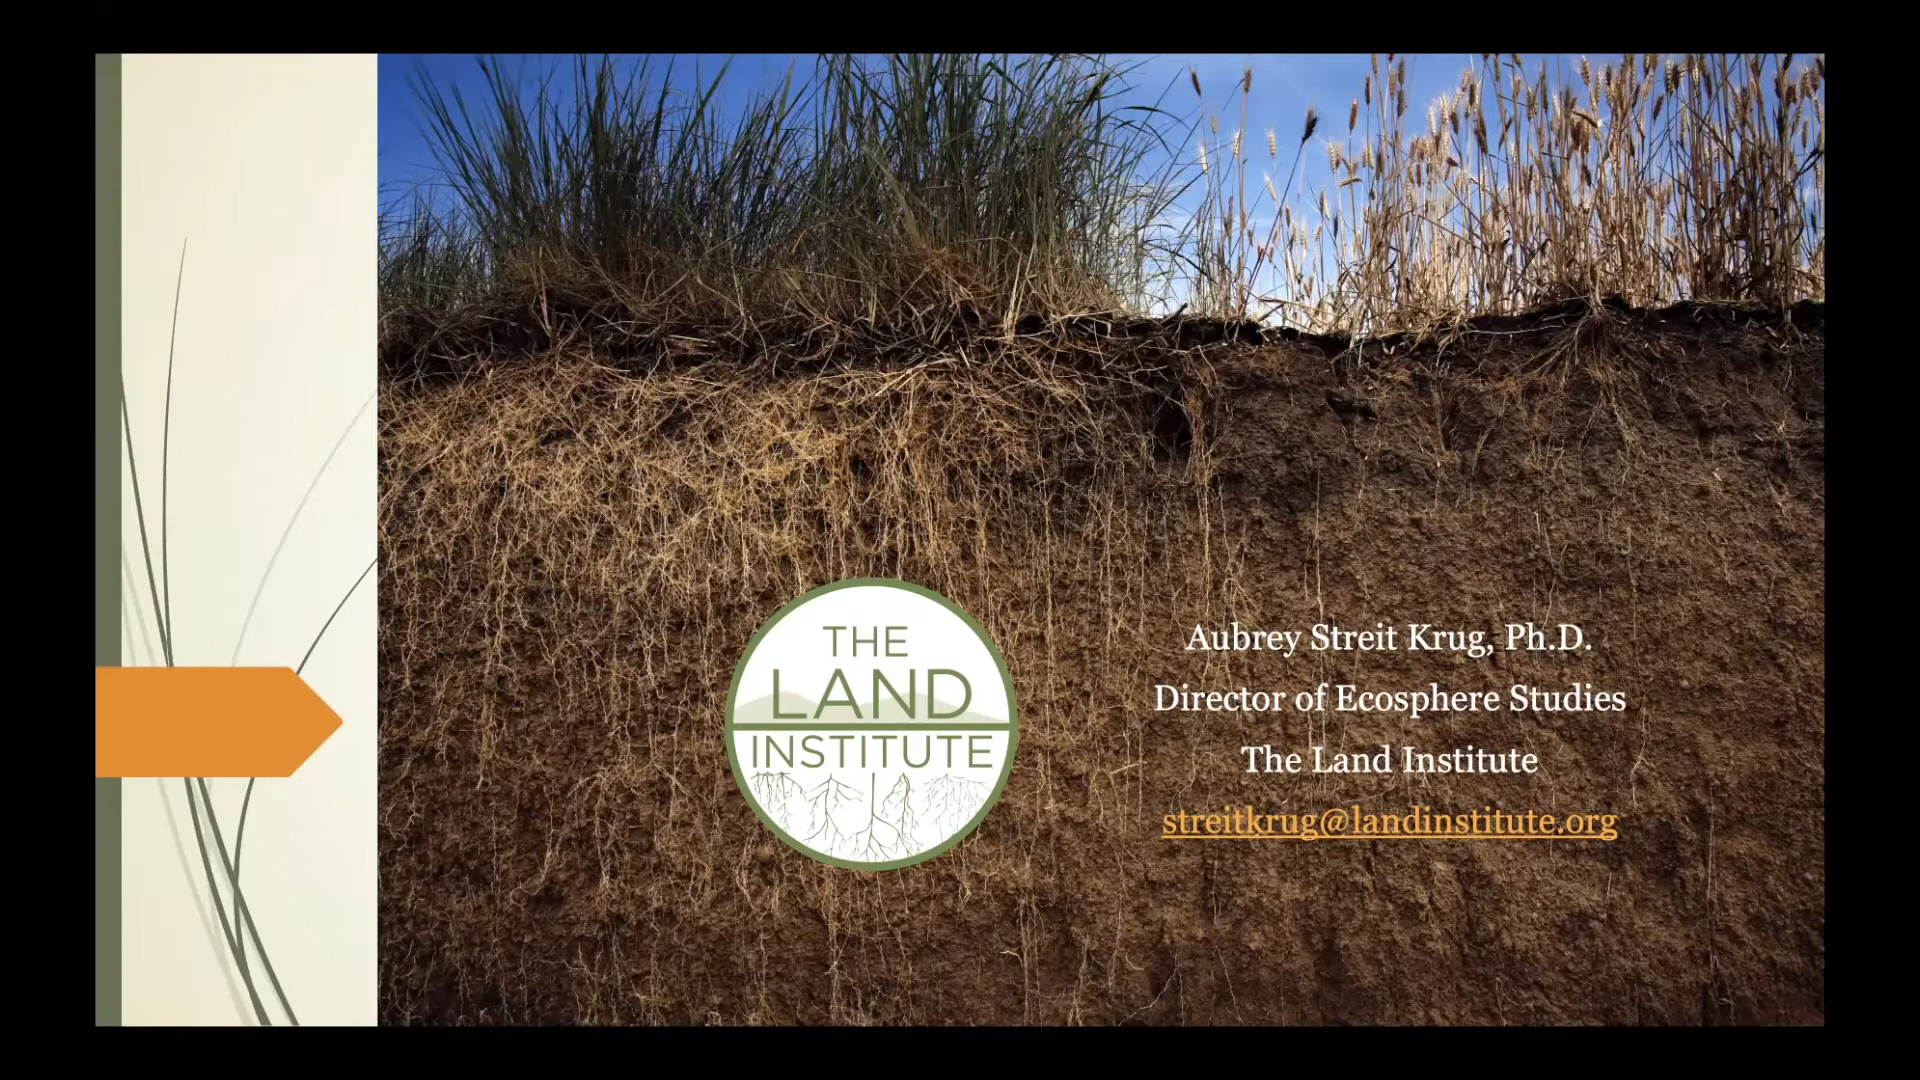 THE
LAND
INSTITUTE
Aubrey Streit Krug, Ph.D.
Director of Ecosphere Studies
The Land Institute
streitkrug@landinstitute.org